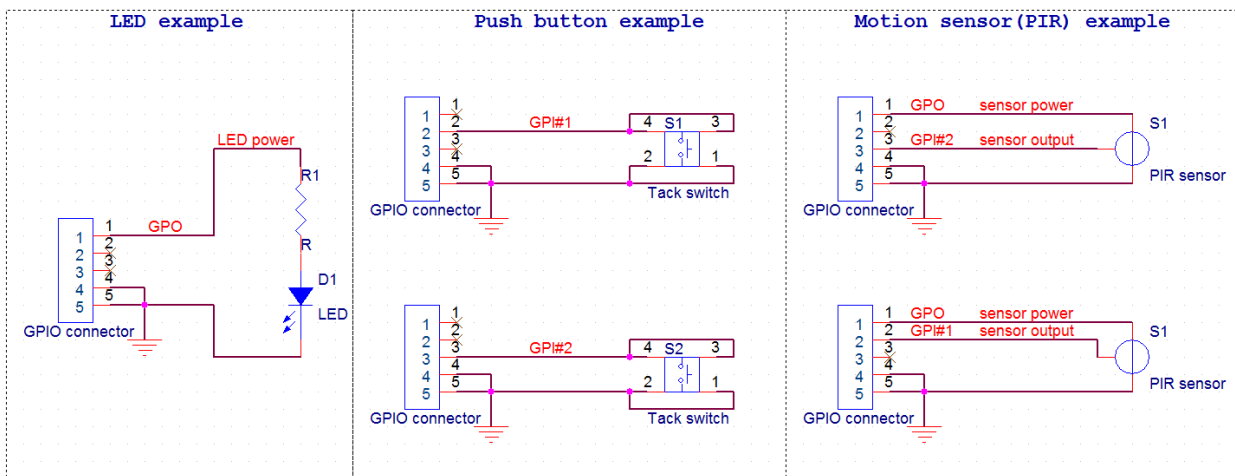 LED example
LED power
R1
R
GPO
1
2
3
4
5
1
2
3
4
5
D1
LED
GPIO connector
Push button example
1
2
3
4
5
1
2
3
4
5
GPI#1
4
S1
3
2
1
Tack switch
GPIO connector
1
2
3
4
5
1
2
3
4
5
GPI#2
4
S2
3
2
1
Tack switch
GPIO connector
Motion sensor(PIR) example
1
2
3
4
5
1
2
3
4
5
GPO sensor power
GPI#2 sensor output
S1
PIR sensor
GPIO connector
1
2
3
4
5
1
2
3
4
5
GPO sensor power
GPI#1 sensor output
S1
PIR sensor
GPIO connector